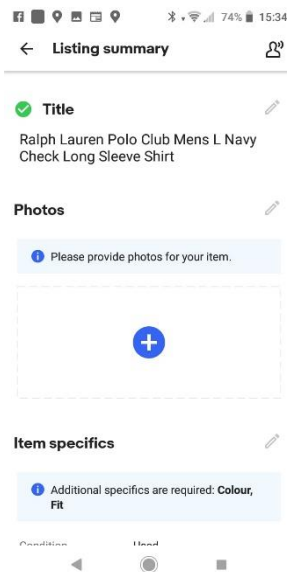 74% 15:34
Listing summary
Title
Ralph Lauren Polo Club Mens L Navy
Check Long Sleeve Shirt
Photos
Please provide photos for your item.
Item specifics
Additional specifics are required: Colour,
Fit
Condition Used